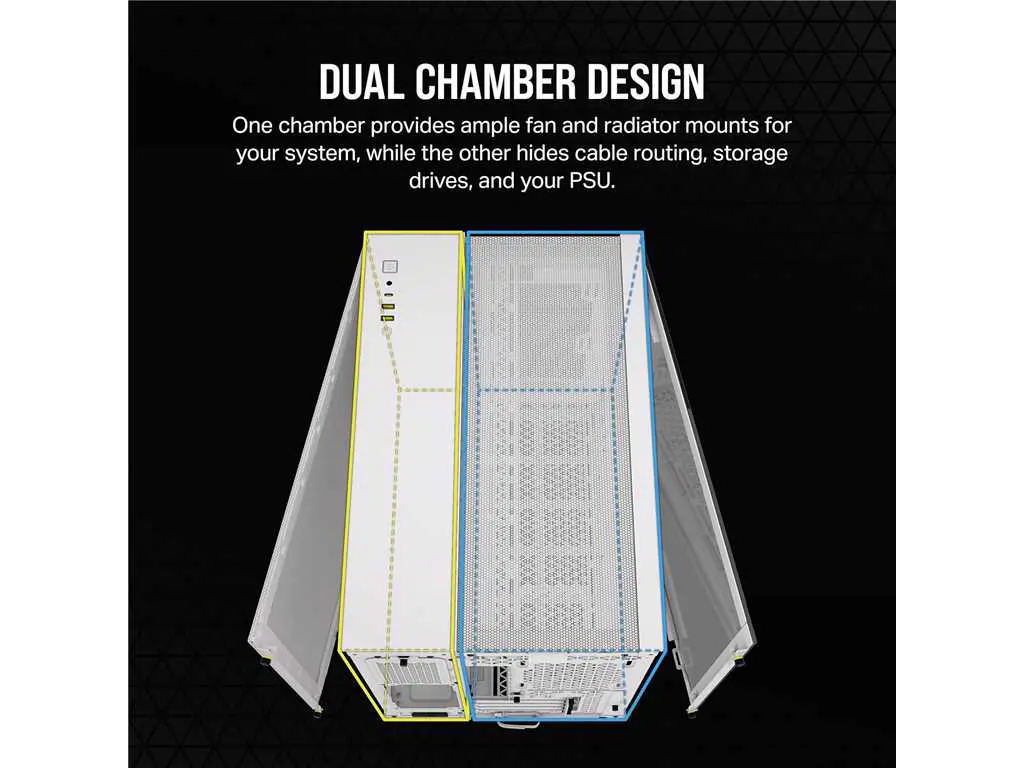 DUAL CHAMBER DESIGN
One chamber provides ample fan and radiator mounts for
your system, while the other hides cable routing, storage
drives, and your PSU.